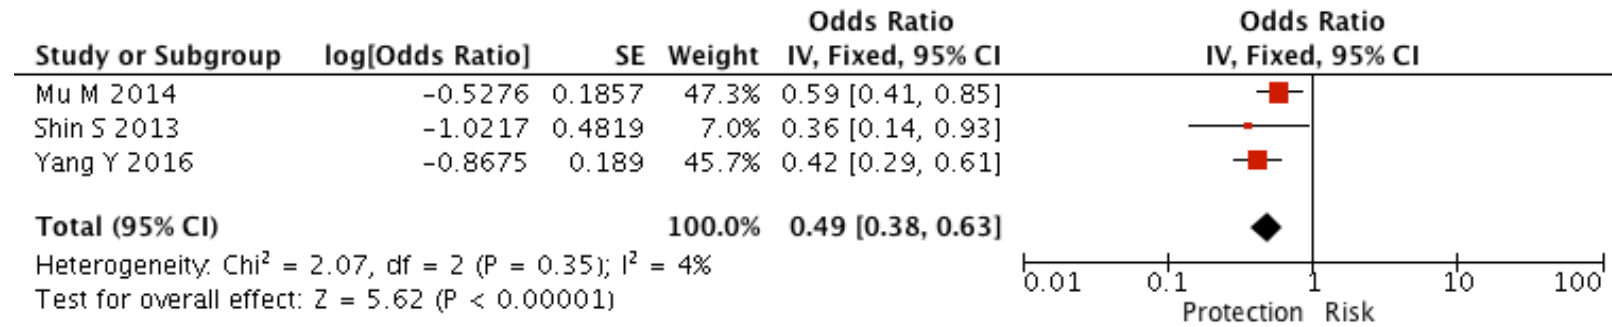 Odds Ratio Odds Ratio
Study or Subgroup log[Odds Ratio] SE Weight IV, Fixed, 95% CI IV, Fixed, 95% CI
Mu M 2014 −0.5276 0.1857 47.3% 0.59 [0.41, 0.85]
Shin S 2013 −1.0217 0.4819 7.0% 0.36 [0.14, 0.93]
Yang Y 2016 −0.8675 0.189 45.7% 0.42 [0.29, 0.61]
Total (95% CI) 100.0% 0.49 [0.38, 0.63]
Heterogeneity: Chi² = 2.07, df = 2 (P = 0.35); I² = 4%
Test for overall effect: Z = 5.62 (P < 0.00001)
0.01 0.1 1 10 100
Protection Risk